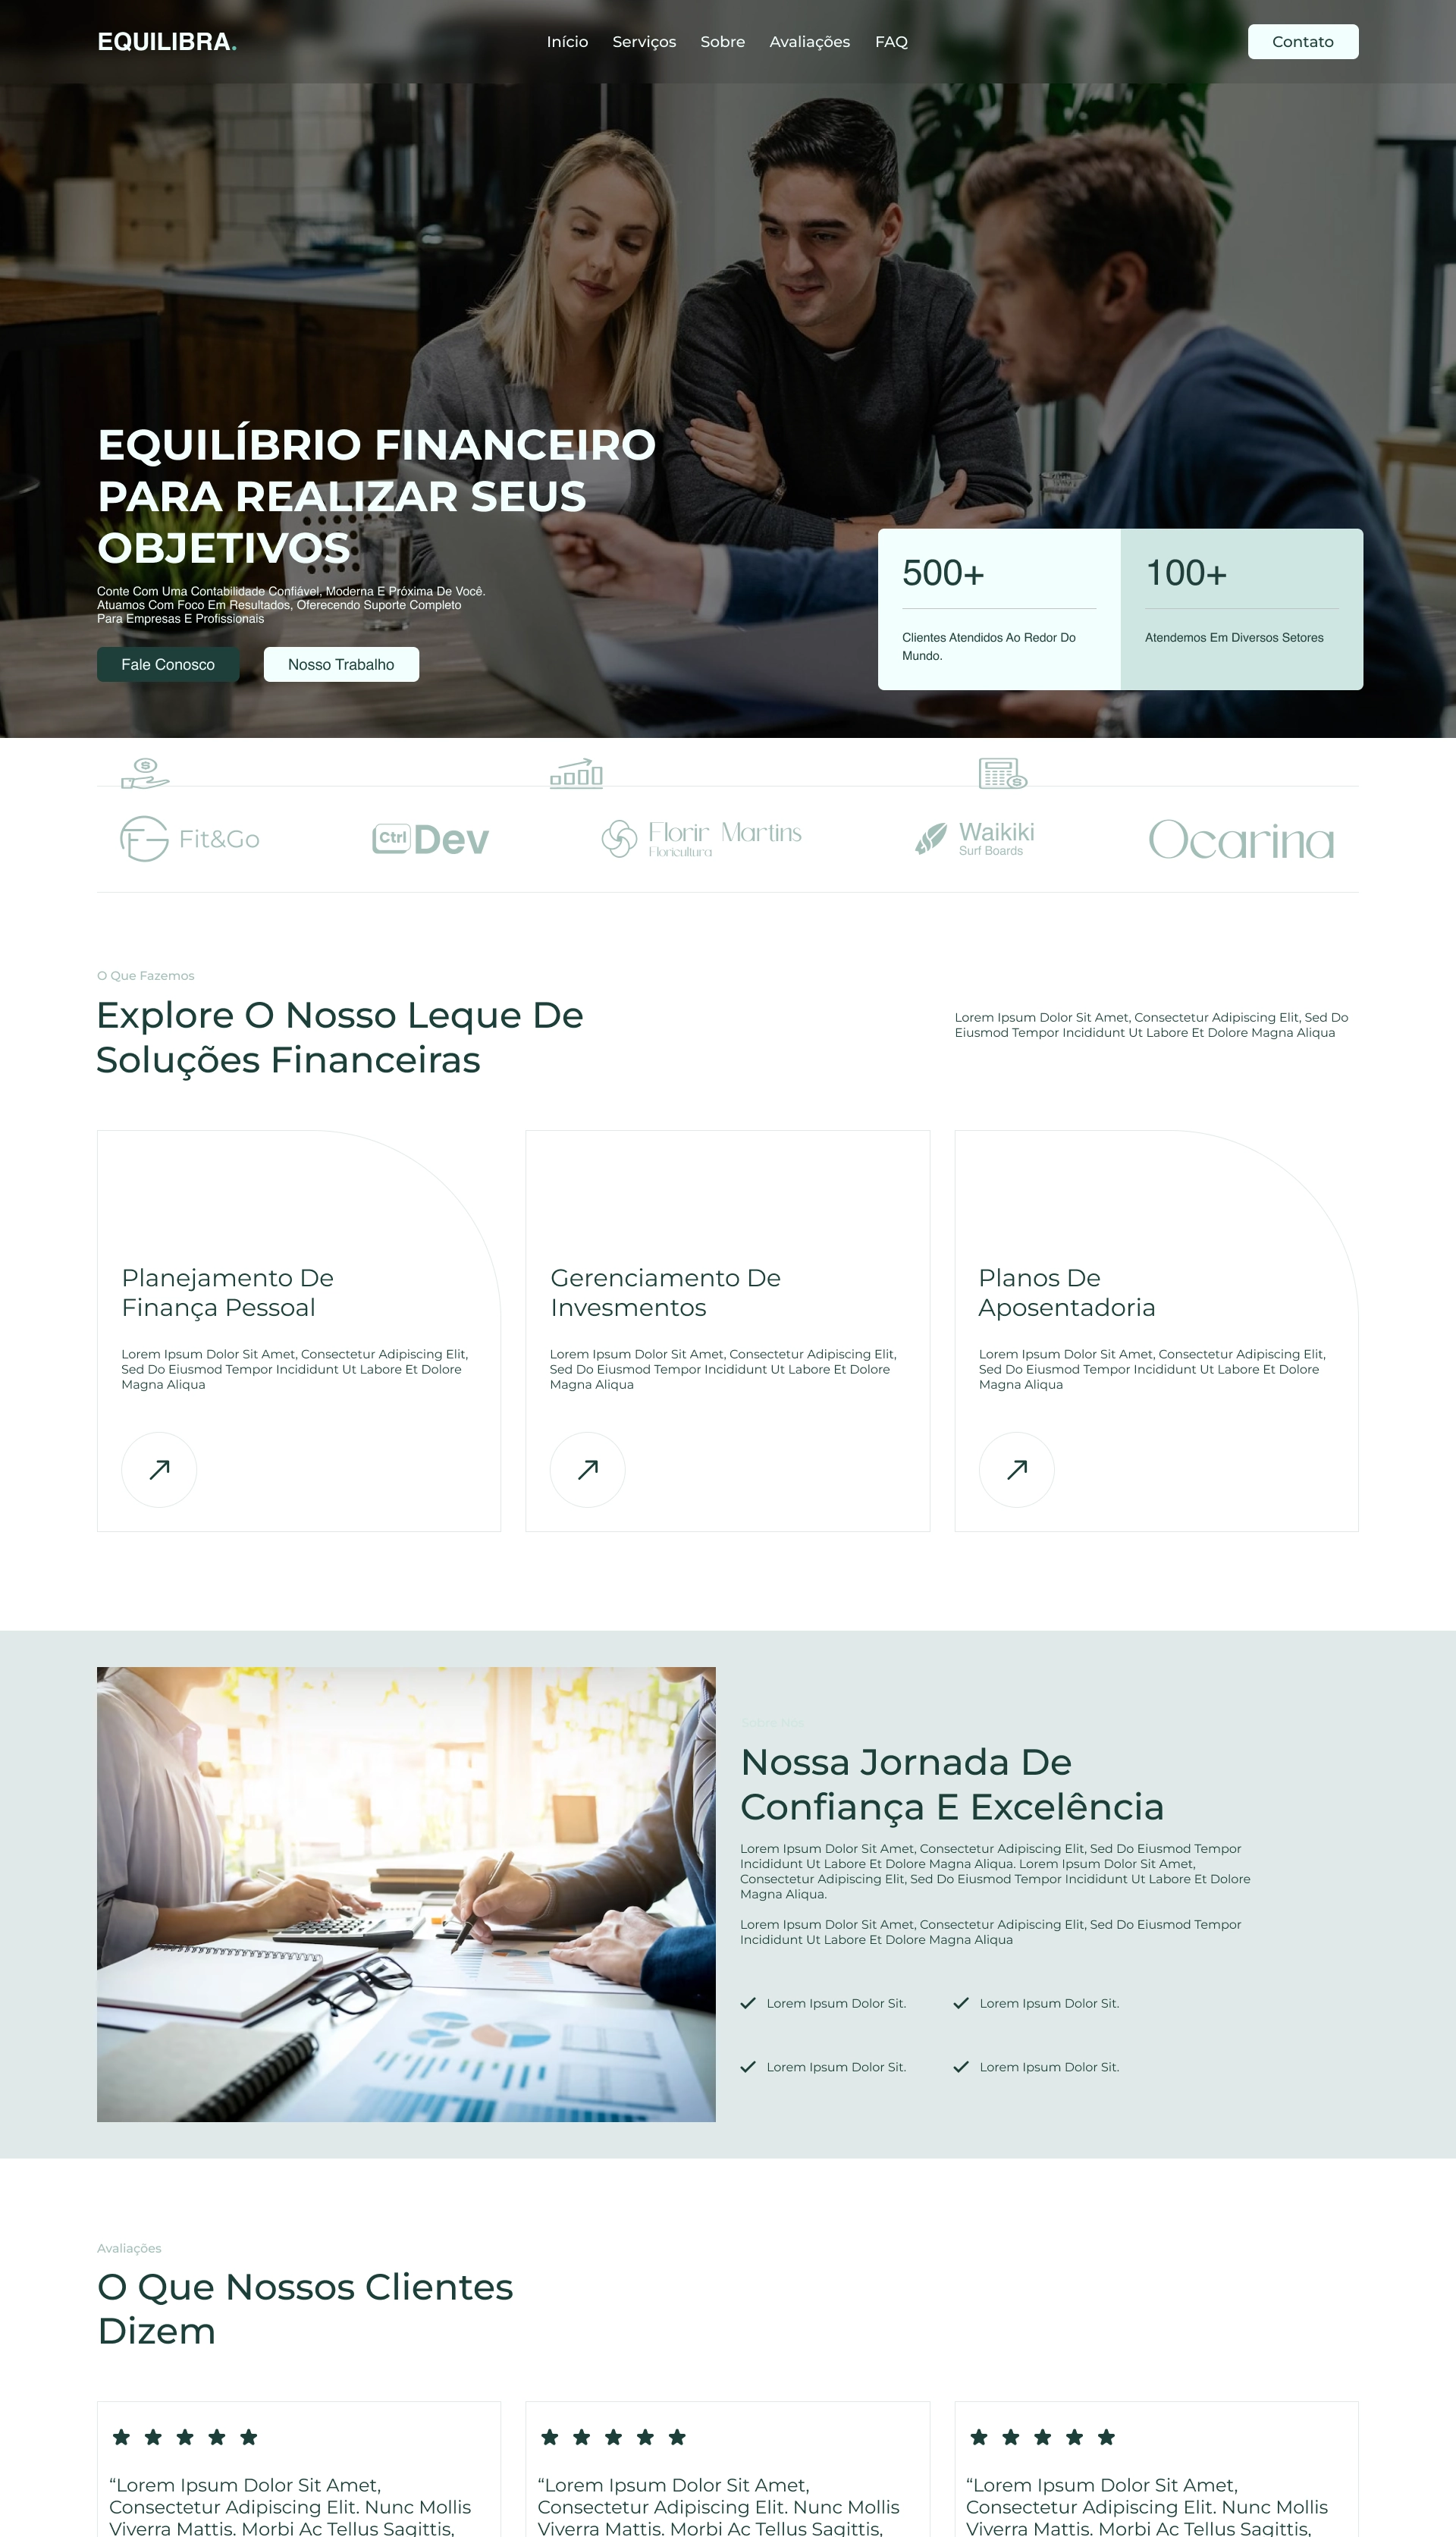 EQUILIBRA.
Início Serviços Sobre Avaliações FAQ
Contato
EQUILÍBRIO FINANCEIRO
PARA REALIZAR SEUS
OBJETIVOS
Conte Com Uma Contabilidade Confiável, Moderna E Próxima De Você.
Atuamos Com Foco Em Resultados, Oferecendo Suporte Completo
Para Empresas E Profissionais
Fale Conosco
Nosso Trabalho
500+
Clientes Atendidos Ao Redor Do
Mundo.
100+
Atendemos Em Diversos Setores
Fit&Go
Ctrl Dev
Florir Martins
Floricultura
Waikiki
Surf Boards
Ocarina
O Que Fazemos
Explore O Nosso Leque De
Soluções Financeiras
Lorem Ipsum Dolor Sit Amet, Consectetur Adipiscing Elit, Sed Do
Eiusmod Tempor Incididunt Ut Labore Et Dolore Magna Aliqua
Planejamento De
Finança Pessoal
Lorem Ipsum Dolor Sit Amet, Consectetur Adipiscing Elit,
Sed Do Eiusmod Tempor Incididunt Ut Labore Et Dolore
Magna Aliqua
Gerenciamento De
Invesmentos
Lorem Ipsum Dolor Sit Amet, Consectetur Adipiscing Elit,
Sed Do Eiusmod Tempor Incididunt Ut Labore Et Dolore
Magna Aliqua
Planos De
Aposentadoria
Lorem Ipsum Dolor Sit Amet, Consectetur Adipiscing Elit,
Sed Do Eiusmod Tempor Incididunt Ut Labore Et Dolore
Magna Aliqua
Sobre Nós
Nossa Jornada De
Confiança E Excelência
Lorem Ipsum Dolor Sit Amet, Consectetur Adipiscing Elit, Sed Do Eiusmod Tempor
Incididunt Ut Labore Et Dolore Magna Aliqua. Lorem Ipsum Dolor Sit Amet,
Consectetur Adipiscing Elit, Sed Do Eiusmod Tempor Incididunt Ut Labore Et Dolore
Magna Aliqua.
Lorem Ipsum Dolor Sit Amet, Consectetur Adipiscing Elit, Sed Do Eiusmod Tempor
Incididunt Ut Labore Et Dolore Magna Aliqua
Lorem Ipsum Dolor Sit.
Lorem Ipsum Dolor Sit.
Lorem Ipsum Dolor Sit.
Lorem Ipsum Dolor Sit.
Avaliações
O Que Nossos Clientes
Dizem
“Lorem Ipsum Dolor Sit Amet,
Consectetur Adipiscing Elit. Nunc Mollis
Viverra Mattis. Morbi Ac Tellus Sagittis,
“Lorem Ipsum Dolor Sit Amet,
Consectetur Adipiscing Elit. Nunc Mollis
Viverra Mattis. Morbi Ac Tellus Sagittis,
“Lorem Ipsum Dolor Sit Amet,
Consectetur Adipiscing Elit. Nunc Mollis
Viverra Mattis. Morbi Ac Tellus Sagittis,